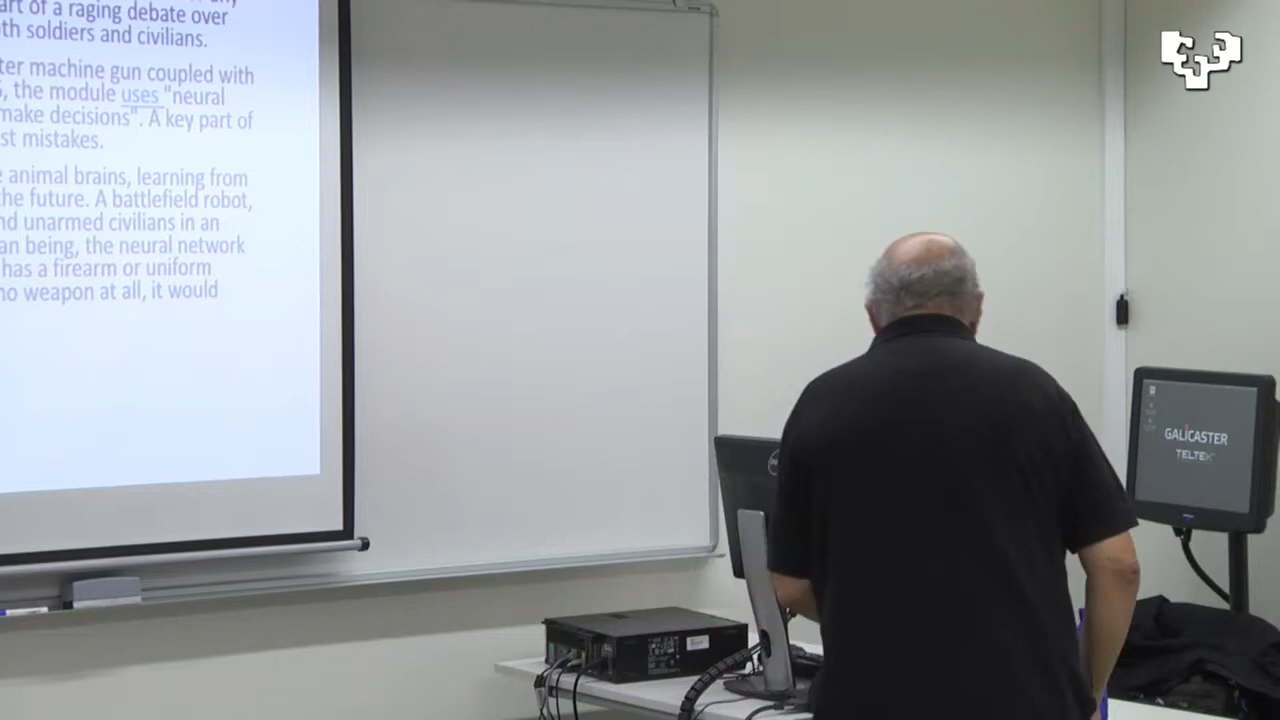 art of a raging debate over
th soldiers and civilians.
ter machine gun coupled with
, the module uses "neural
make decisions". A key part of
st mistakes.
e animal brains, learning from
he future. A battlefield robot,
nd unarmed civilians in an
an being, the neural network
has a firearm or uniform
no weapon at all, it would
GALICASTER
TELTEK